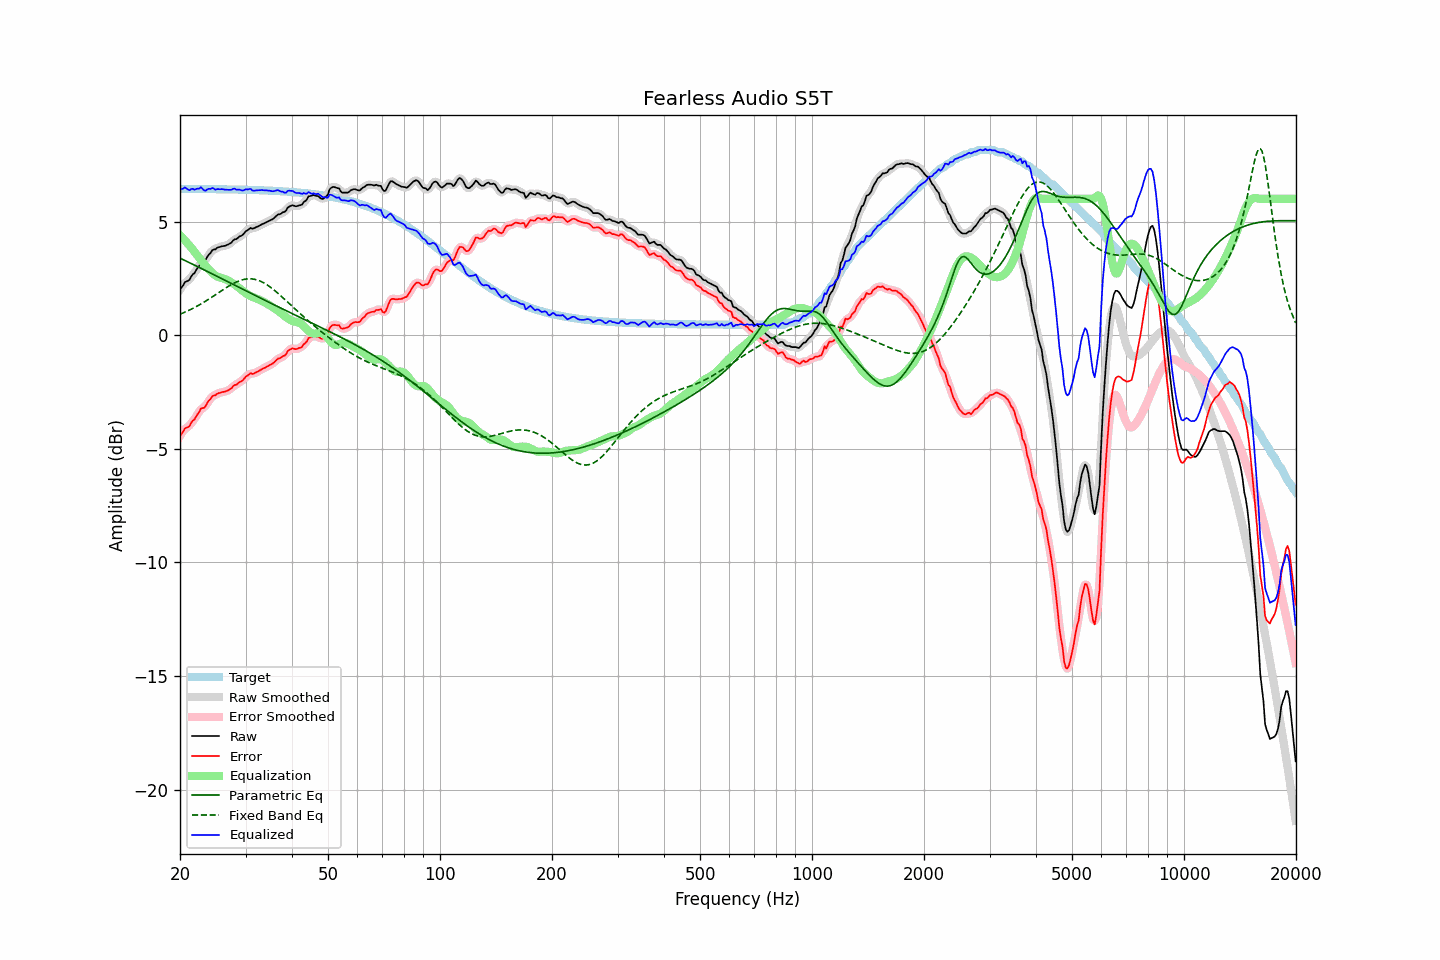 Fearless Audio S5T
Amplitude (dBr)
5
0
−5
−10
−15
−20
Target
Raw Smoothed
Error Smoothed
Raw
Error
Equalization
Parametric Eq
Fixed Band Eq
Equalized
20 50 100 200 500 1000 2000 5000 10000 20000
Frequency (Hz)